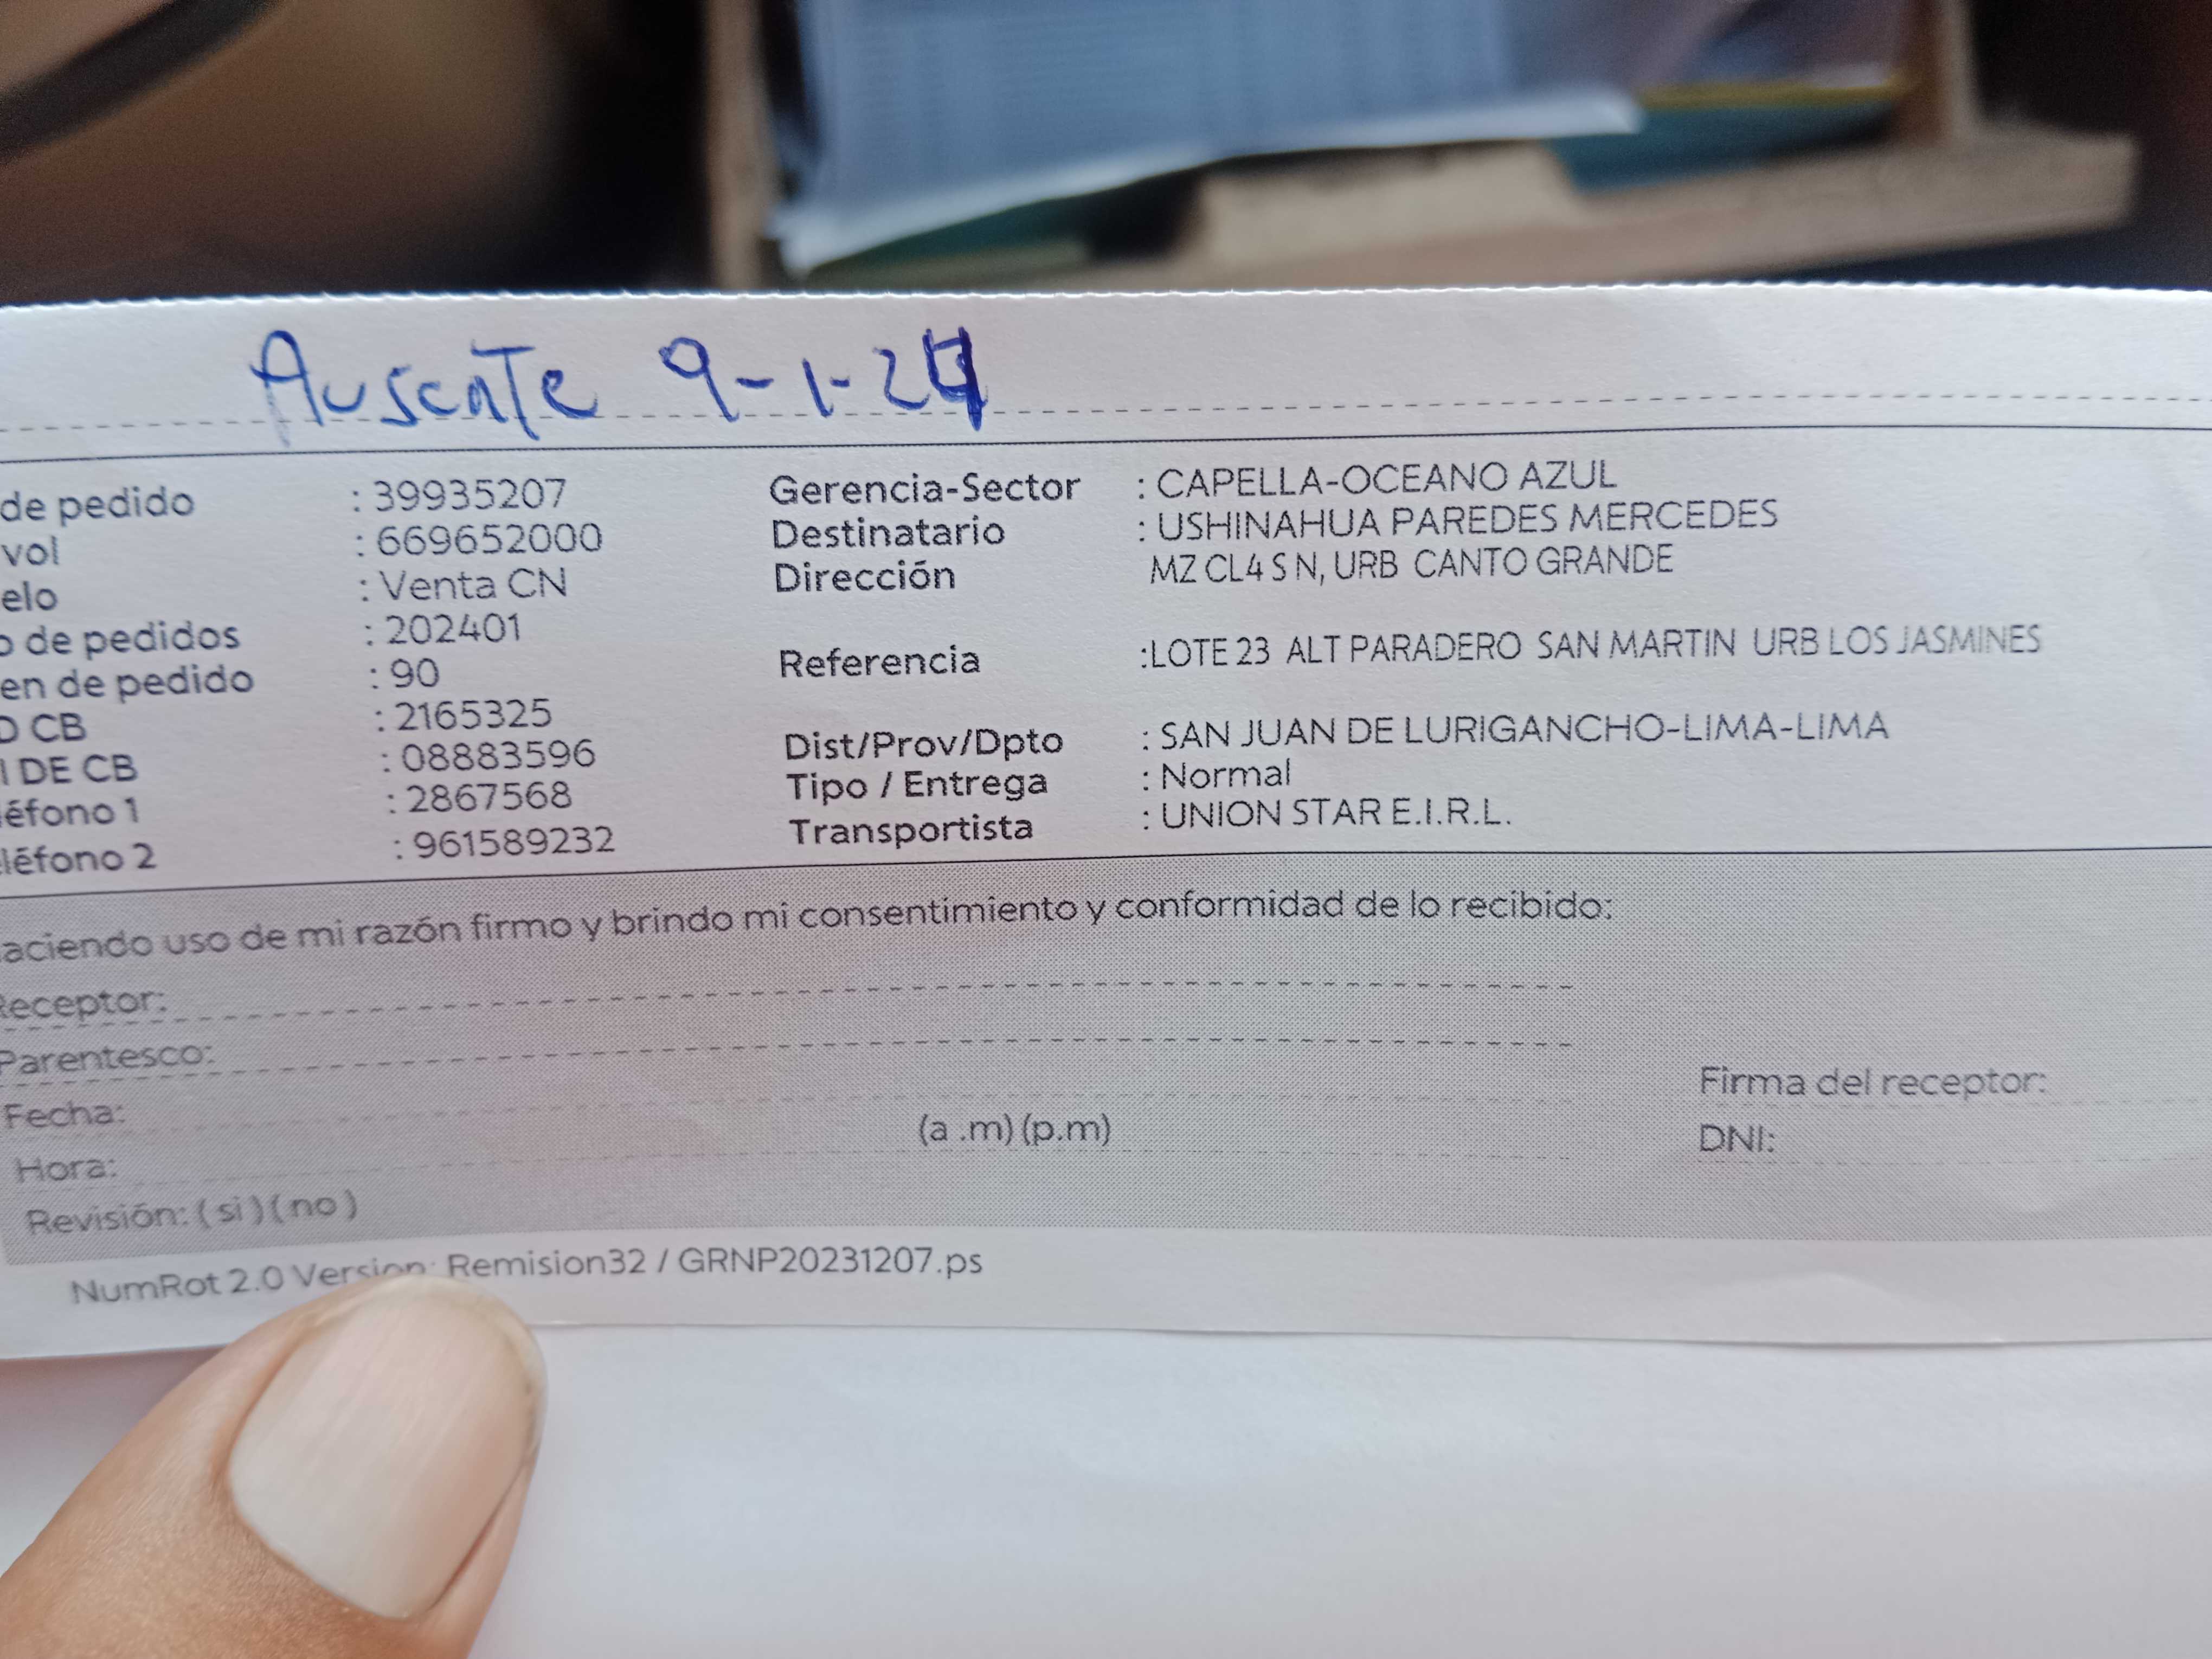 Ausente 9-1-24
de pedido : 39935207
vol : 669652000
elo : Venta CN
o de pedidos : 202401
en de pedido : 90
D CB : 2165325
I DE CB : 08883596
léfono 1 : 2867568
léfono 2 : 961589232
Gerencia-Sector : CAPELLA-OCEANO AZUL
Destinatario : USHINAHUA PAREDES MERCEDES
Dirección MZ CL4 S N, URB CANTO GRANDE
Referencia :LOTE 23 ALT PARADERO SAN MARTIN URB LOS JASMINES
Dist/Prov/Dpto : SAN JUAN DE LURIGANCHO-LIMA-LIMA
Tipo / Entrega : Normal
Transportista : UNION STAR E.I.R.L.
aciendo uso de mi razón firmo y brindo mi consentimiento y conformidad de lo recibido:
Receptor:
Parentesco:
Fecha:
Hora: (a .m) (p.m)
Revisión: ( si ) ( no )
Firma del receptor:
DNI:
NumRot 2.0 Version: Remision32 / GRNP20231207.ps